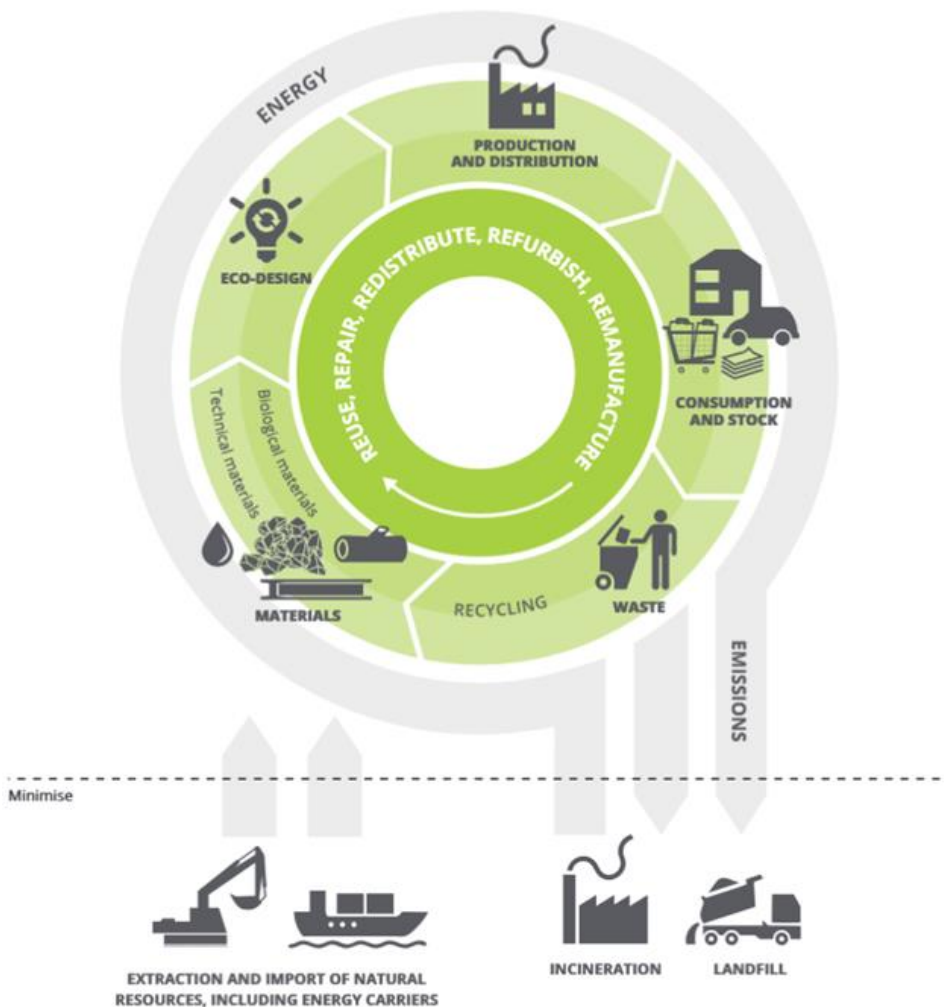 ENERGY
PRODUCTION
AND DISTRIBUTION
ECO-DESIGN
REUSE, REPAIR, REDISTRIBUTE, REFURBISH, REMANUFACTURE
CONSUMPTION
AND STOCK
Technical materials
Biological materials
MATERIALS
RECYCLING
WASTE
EMISSIONS
Minimise
EXTRACTION AND IMPORT OF NATURAL
RESOURCES, INCLUDING ENERGY CARRIERS
INCINERATION
LANDFILL